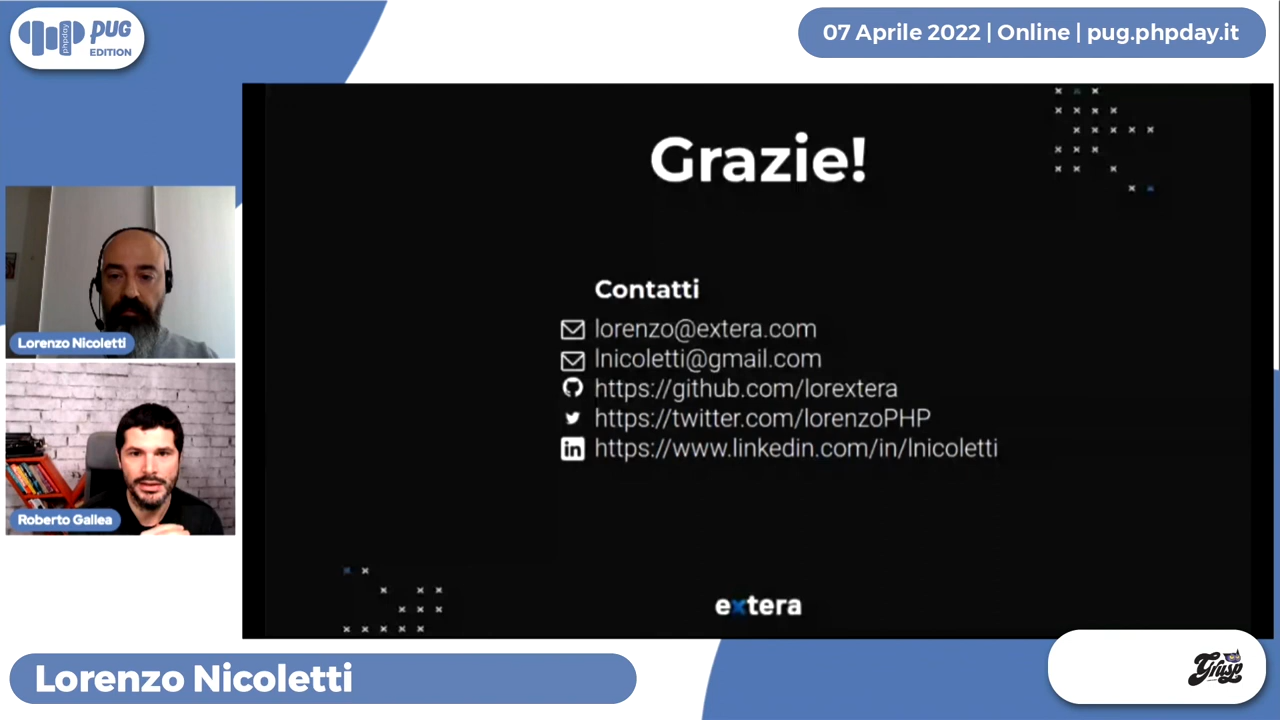 phpday
PUG
EDITION
07 Aprile 2022 | Online | pug.phpday.it
Grazie!
Contatti
lorenzo@extera.com
lnicoletti@gmail.com
https://github.com/lorextera
https://twitter.com/lorenzoPHP
https://www.linkedin.com/in/lnicoletti
extera
Lorenzo Nicoletti
Roberto Gallea
Lorenzo Nicoletti
Grusp